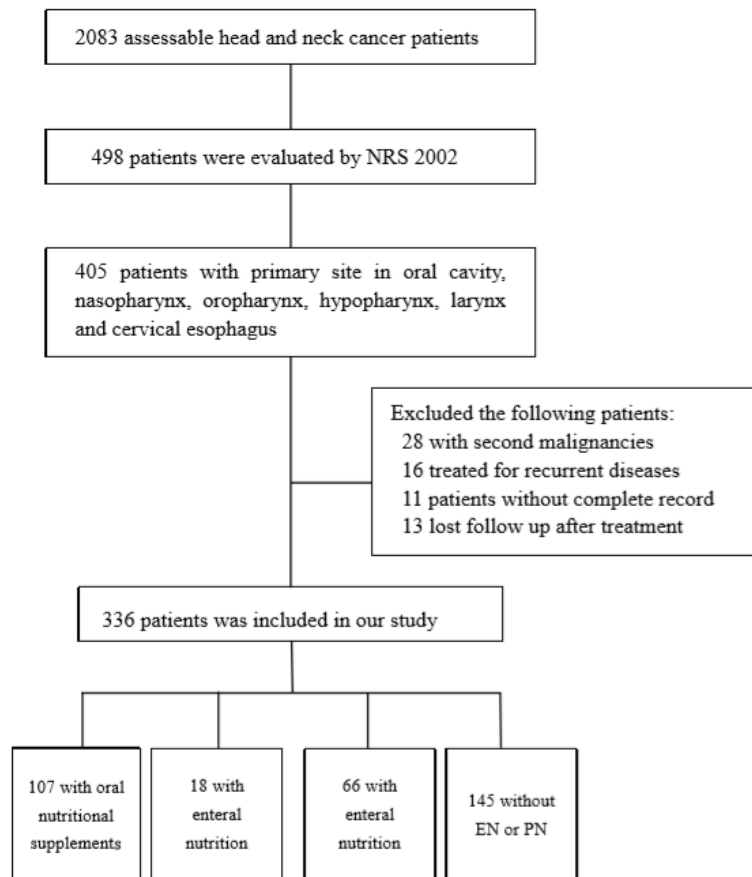 2083 assessable head and neck cancer patients
498 patients were evaluated by NRS 2002
405 patients with primary site in oral cavity,
nasopharynx, oropharynx, hypopharynx, larynx
and cervical esophagus
Excluded the following patients:
28 with second malignancies
16 treated for recurrent diseases
11 patients without complete record
13 lost follow up after treatment
336 patients was included in our study
107 with oral
nutritional
supplements
18 with
enteral
nutrition
66 with
enteral
nutrition
145 without
EN or PN